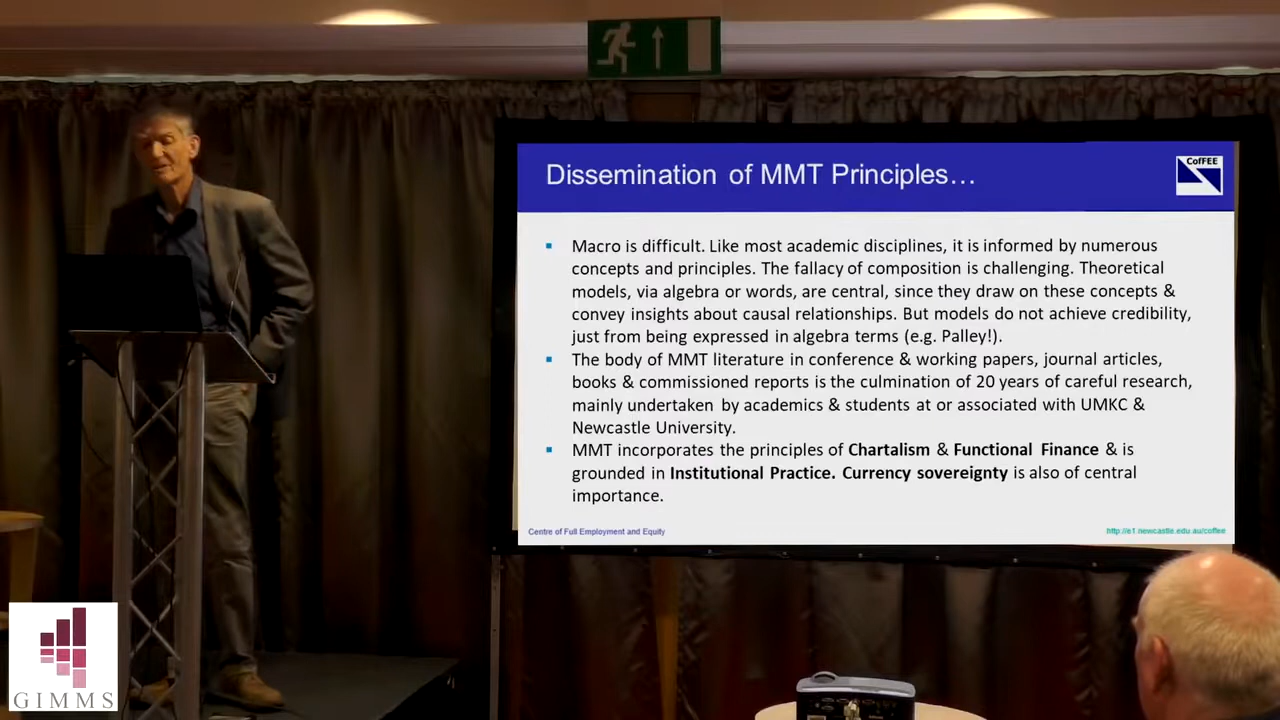 Dissemination of MMT Principles…
CofFEE
Macro is difficult. Like most academic disciplines, it is informed by numerous
concepts and principles. The fallacy of composition is challenging. Theoretical
models, via algebra or words, are central, since they draw on these concepts &
convey insights about causal relationships. But models do not achieve credibility,
just from being expressed in algebra terms (e.g. Palley!).
The body of MMT literature in conference & working papers, journal articles,
books & commissioned reports is the culmination of 20 years of careful research,
mainly undertaken by academics & students at or associated with UMKC &
Newcastle University.
MMT incorporates the principles of Chartalism & Functional Finance & is
grounded in Institutional Practice. Currency sovereignty is also of central
importance.
Centre of Full Employment and Equity
http://e1.newcastle.edu.au/coffee
GIMMS